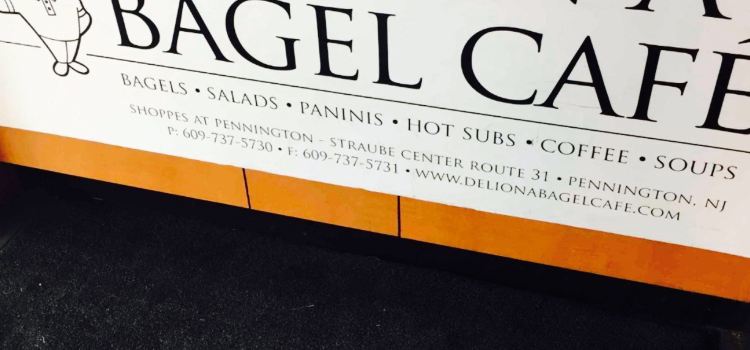 BAGEL CAFÉ
BAGELS • SALADS • PANINIS • HOT SUBS • COFFEE • SOUPS
SHOPPES AT PENNINGTON - STRAUBE CENTER ROUTE 31 • PENNINGTON, NJ
P: 609-737-5730 • F: 609-737-5731 • WWW.DELIONABAGELCAFE.COM